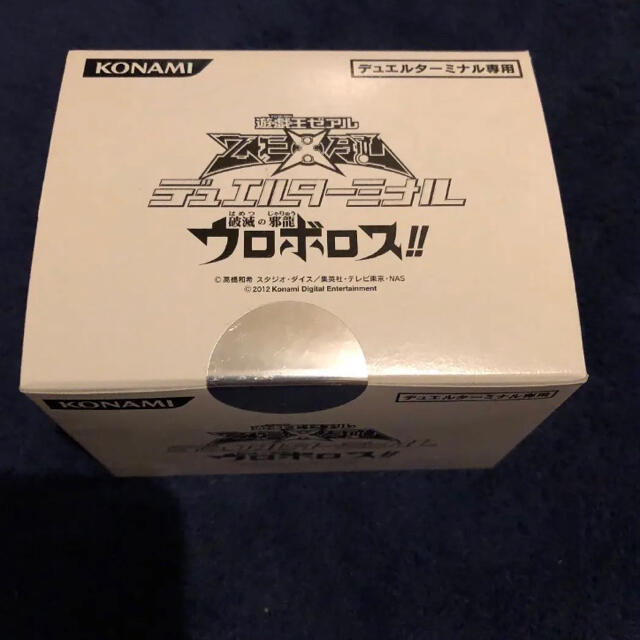 KONAMI
デュエルターミナル専用
遊戯王ゼアル
ZEXAL
デュエルターミナル
はめつ じゃりゅう
破滅の邪龍
ウロボロス!!
©高橋和希 スタジオ・ダイス/集英社・テレビ東京・NAS
©2012 Konami Digital Entertainment
KONAMI
デュエルターミナル専用
ウロボロス!!